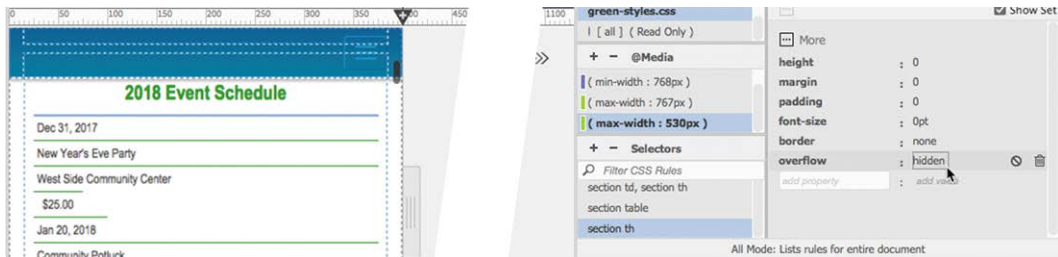 0 50 100 150 200 250 300 350 400 450
2018 Event Schedule
Dec 31, 2017
New Year's Eve Party
West Side Community Center
$25.00
Jan 20, 2018
Community Potluck
1100
green-styles.css
[ all ] ( Read Only )
+ − @Media
( min-width : 768px )
( max-width : 767px )
( max-width : 530px )
+ − Selectors
Filter CSS Rules
section td, section th
section table
section th
Show Set
More
height : 0
margin : 0
padding : 0
font-size : 0pt
border : none
overflow : hidden
add property : add value
All Mode: Lists rules for entire document